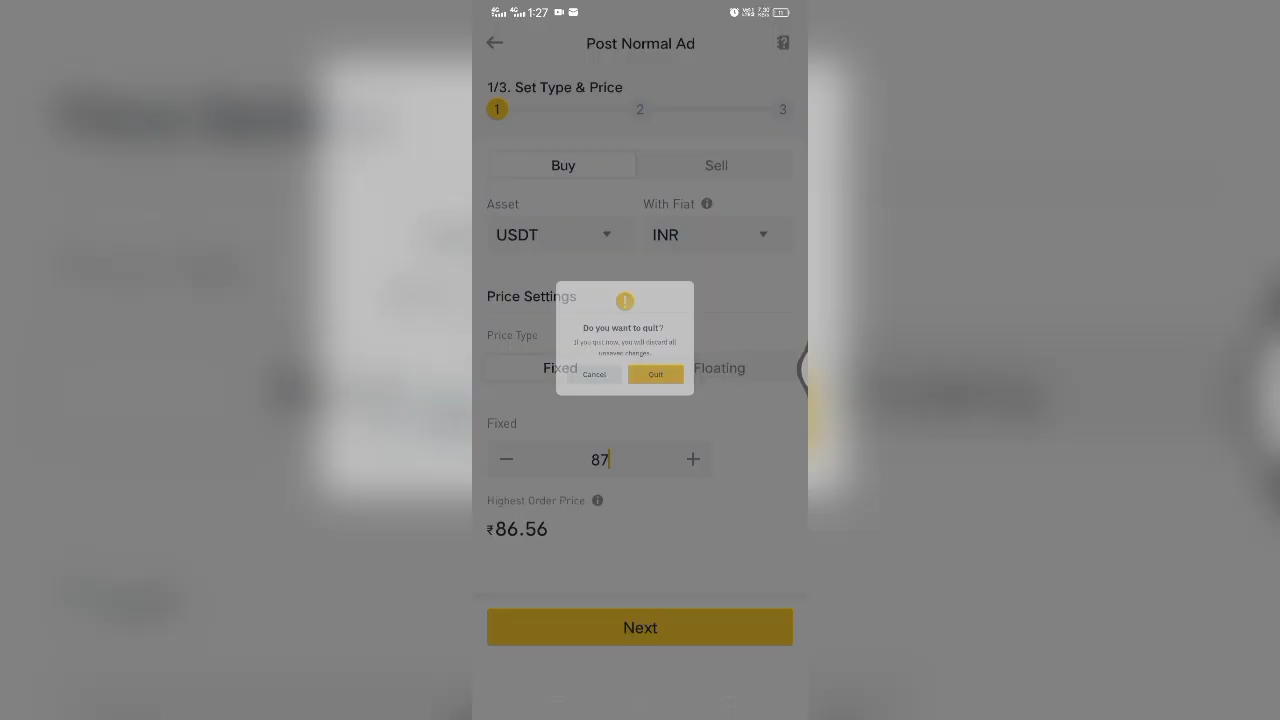 1:27
Post Normal Ad
1/3. Set Type & Price
1 2 3
Buy Sell
Asset With Fiat
USDT INR
Price Settings
Do you want to quit?
Price Type
If you quit now, you will discard all
unsaved changes.
Fixed Floating
Cancel Quit
Fixed
87
Highest Order Price
₹86.56
Next